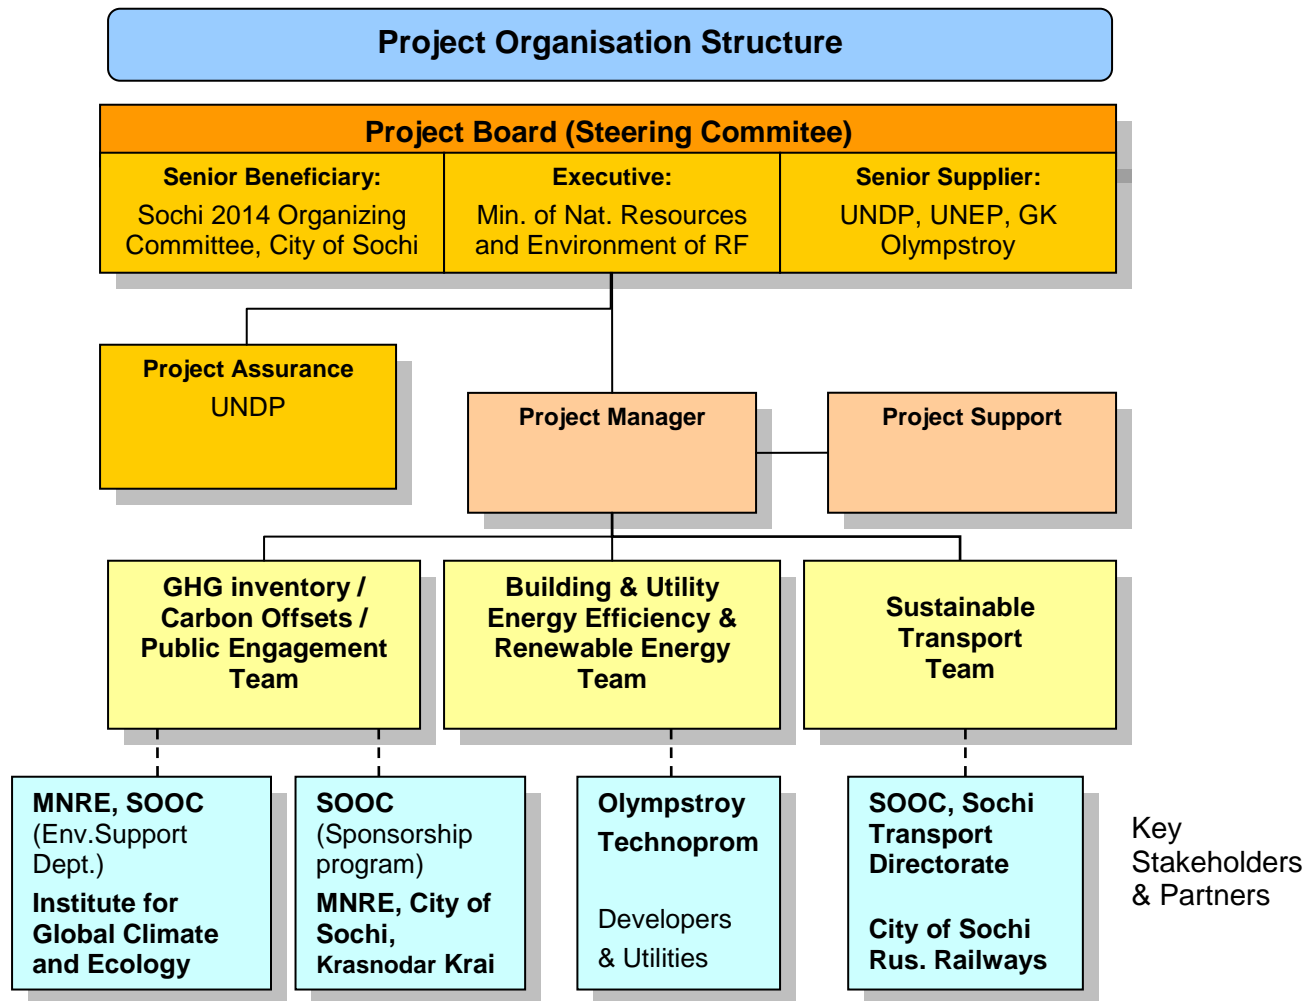 Project Organisation Structure
Project Board (Steering Commitee)
Senior Beneficiary:
Sochi 2014 Organizing
Committee, City of Sochi
Executive:
Min. of Nat. Resources
and Environment of RF
Senior Supplier:
UNDP, UNEP, GK
Olympstroy
Project Assurance
UNDP
Project Manager
Project Support
GHG inventory /
Carbon Offsets /
Public Engagement
Team
Building & Utility
Energy Efficiency &
Renewable Energy
Team
Sustainable
Transport
Team
MNRE, SOOC
(Env.Support
Dept.)
Institute for
Global Climate
and Ecology
SOOC
(Sponsorship
program)
MNRE, City of
Sochi,
Krasnodar Krai
Olympstroy
Technoprom
Developers
& Utilities
SOOC, Sochi
Transport
Directorate
City of Sochi
Rus. Railways
Key
Stakeholders
& Partners